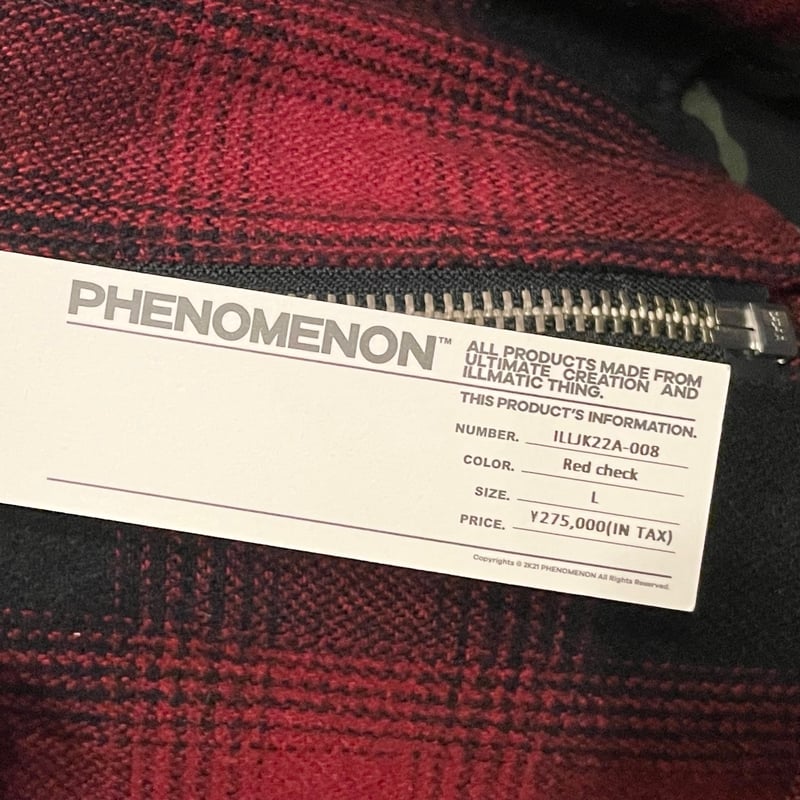 PHENOMENON™
ALL PRODUCTS MADE FROM
ULTIMATE CREATION AND
ILLMATIC THING.
THIS PRODUCT'S INFORMATION.
NUMBER. ILLJK22A-008
COLOR. Red check
SIZE. L
PRICE. ¥275,000(IN TAX)
Copyrights © 2K21 PHENOMENON All Rights Reserved.